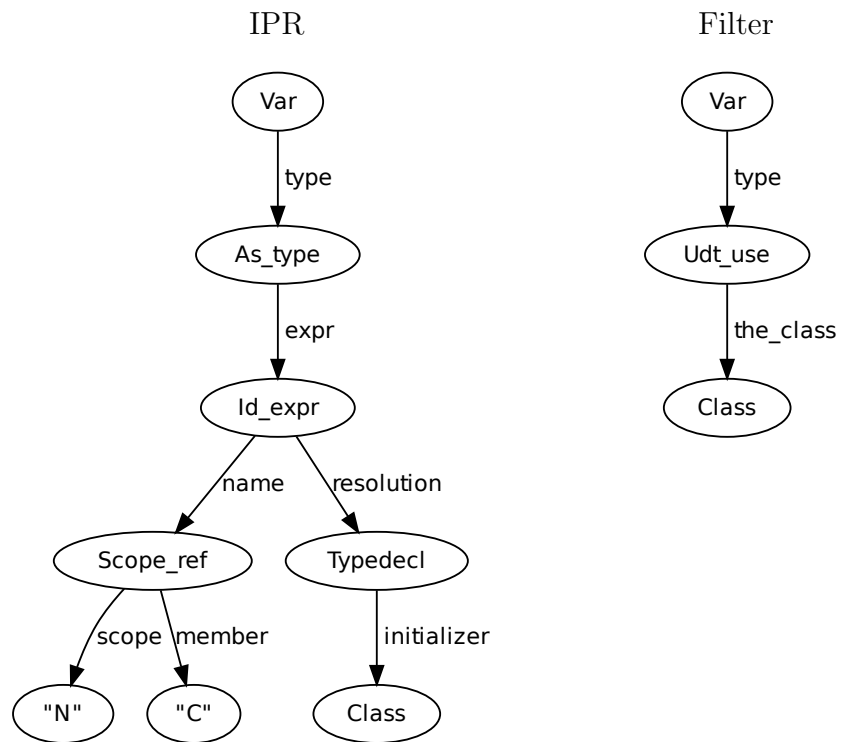 IPR Filter
Var Var
type type
As_type Udt_use
expr the_class
Id_expr Class
name resolution
Scope_ref Typedecl
scope member initializer
"N" "C" Class